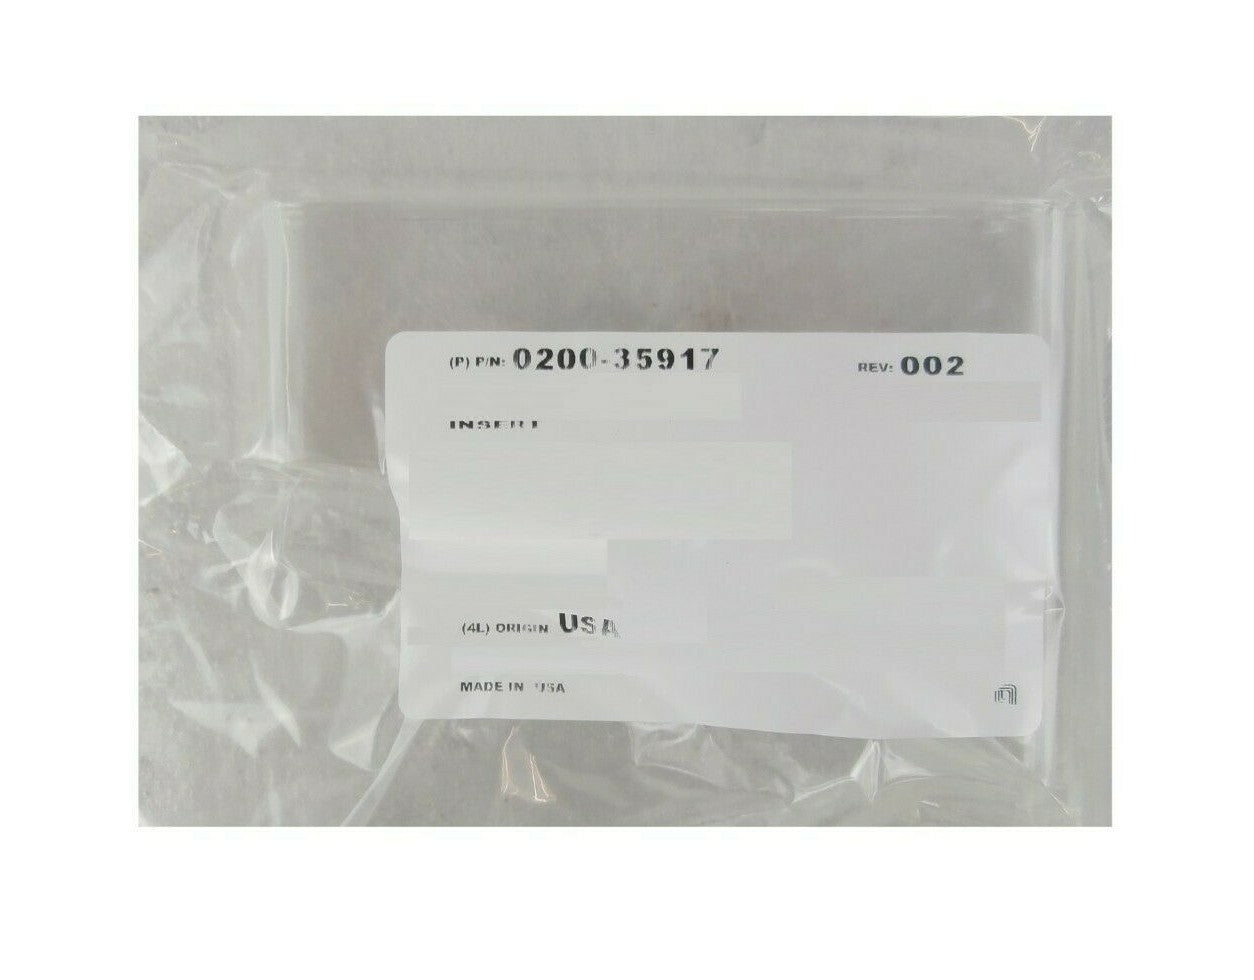 (P) P/N: 0200-35917 REV: 002
INSERT
(4L) ORIGIN USA
MADE IN USA